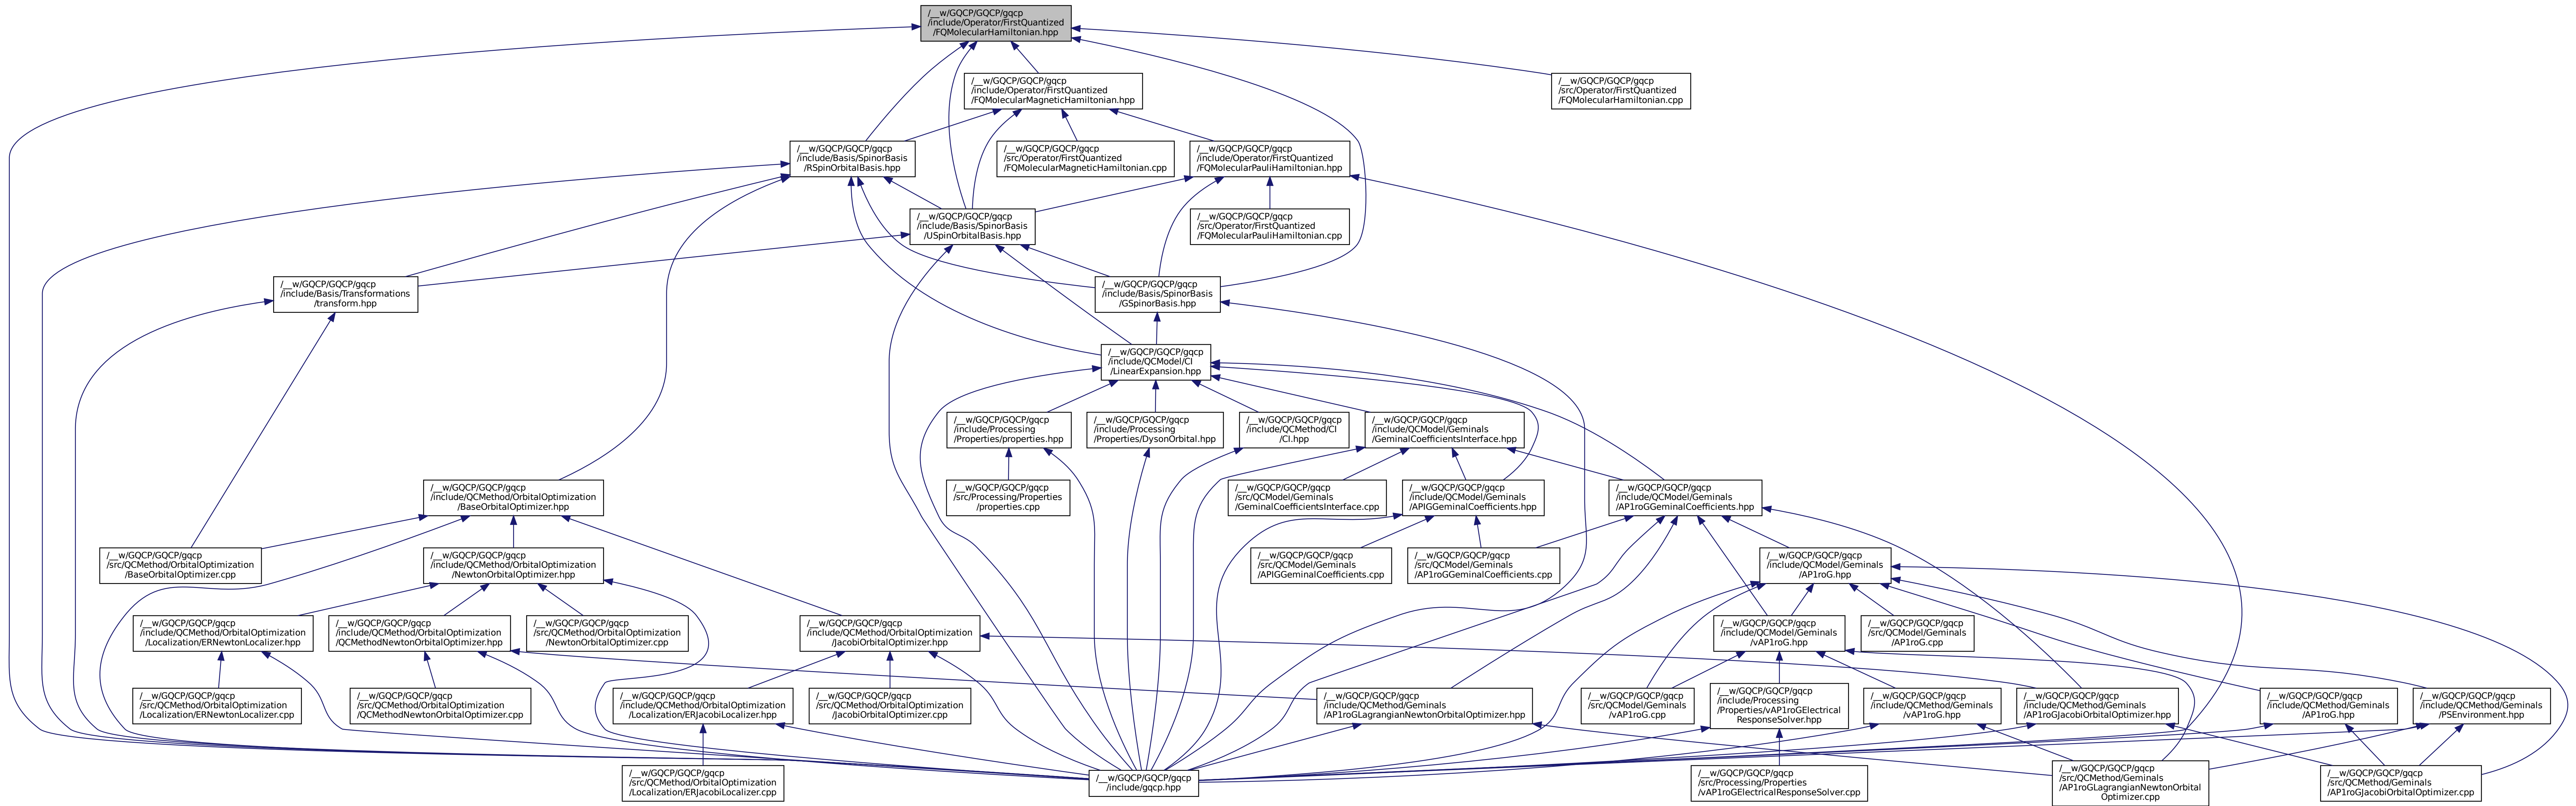 /__w/GQCP/GQCP/gqcp
/include/Operator/FirstQuantized
/FQMolecularHamiltonian.hpp
/__w/GQCP/GQCP/gqcp
/include/Operator/FirstQuantized
/FQMolecularMagneticHamiltonian.hpp
/__w/GQCP/GQCP/gqcp
/src/Operator/FirstQuantized
/FQMolecularHamiltonian.cpp
/__w/GQCP/GQCP/gqcp
/include/Basis/SpinorBasis
/RSpinOrbitalBasis.hpp
/__w/GQCP/GQCP/gqcp
/src/Operator/FirstQuantized
/FQMolecularMagneticHamiltonian.cpp
/__w/GQCP/GQCP/gqcp
/include/Operator/FirstQuantized
/FQMolecularPauliHamiltonian.hpp
/__w/GQCP/GQCP/gqcp
/include/Basis/SpinorBasis
/USpinOrbitalBasis.hpp
/__w/GQCP/GQCP/gqcp
/src/Operator/FirstQuantized
/FQMolecularPauliHamiltonian.cpp
/__w/GQCP/GQCP/gqcp
/include/Basis/Transformations
/transform.hpp
/__w/GQCP/GQCP/gqcp
/include/Basis/SpinorBasis
/GSpinorBasis.hpp
/__w/GQCP/GQCP/gqcp
/include/QCModel/CI
/LinearExpansion.hpp
/__w/GQCP/GQCP/gqcp
/include/Processing
/Properties/properties.hpp
/__w/GQCP/GQCP/gqcp
/include/Processing
/Properties/DysonOrbital.hpp
/__w/GQCP/GQCP/gqcp
/include/QCMethod/CI
/CI.hpp
/__w/GQCP/GQCP/gqcp
/include/QCModel/Geminals
/GeminalCoefficientsInterface.hpp
/__w/GQCP/GQCP/gqcp
/include/QCMethod/OrbitalOptimization
/BaseOrbitalOptimizer.hpp
/__w/GQCP/GQCP/gqcp
/src/Processing/Properties
/properties.cpp
/__w/GQCP/GQCP/gqcp
/src/QCModel/Geminals
/GeminalCoefficientsInterface.cpp
/__w/GQCP/GQCP/gqcp
/include/QCModel/Geminals
/APIGGeminalCoefficients.hpp
/__w/GQCP/GQCP/gqcp
/include/QCModel/Geminals
/AP1roGGeminalCoefficients.hpp
/__w/GQCP/GQCP/gqcp
/src/QCMethod/OrbitalOptimization
/BaseOrbitalOptimizer.cpp
/__w/GQCP/GQCP/gqcp
/include/QCMethod/OrbitalOptimization
/NewtonOrbitalOptimizer.hpp
/__w/GQCP/GQCP/gqcp
/src/QCModel/Geminals
/APIGGeminalCoefficients.cpp
/__w/GQCP/GQCP/gqcp
/src/QCModel/Geminals
/AP1roGGeminalCoefficients.cpp
/__w/GQCP/GQCP/gqcp
/include/QCModel/Geminals
/AP1roG.hpp
/__w/GQCP/GQCP/gqcp
/include/QCMethod/OrbitalOptimization
/Localization/ERNewtonLocalizer.hpp
/__w/GQCP/GQCP/gqcp
/include/QCMethod/OrbitalOptimization
/QCMethodNewtonOrbitalOptimizer.hpp
/__w/GQCP/GQCP/gqcp
/src/QCMethod/OrbitalOptimization
/NewtonOrbitalOptimizer.cpp
/__w/GQCP/GQCP/gqcp
/include/QCMethod/OrbitalOptimization
/JacobiOrbitalOptimizer.hpp
/__w/GQCP/GQCP/gqcp
/include/QCModel/Geminals
/vAP1roG.hpp
/__w/GQCP/GQCP/gqcp
/src/QCModel/Geminals
/AP1roG.cpp
/__w/GQCP/GQCP/gqcp
/src/QCMethod/OrbitalOptimization
/Localization/ERNewtonLocalizer.cpp
/__w/GQCP/GQCP/gqcp
/src/QCMethod/OrbitalOptimization
/QCMethodNewtonOrbitalOptimizer.cpp
/__w/GQCP/GQCP/gqcp
/include/QCMethod/OrbitalOptimization
/Localization/ERJacobiLocalizer.hpp
/__w/GQCP/GQCP/gqcp
/src/QCMethod/OrbitalOptimization
/JacobiOrbitalOptimizer.cpp
/__w/GQCP/GQCP/gqcp
/include/QCMethod/Geminals
/AP1roGLagrangianNewtonOrbitalOptimizer.hpp
/__w/GQCP/GQCP/gqcp
/src/QCModel/Geminals
/vAP1roG.cpp
/__w/GQCP/GQCP/gqcp
/include/Processing
/Properties/vAP1roGElectrical
ResponseSolver.hpp
/__w/GQCP/GQCP/gqcp
/include/QCMethod/Geminals
/vAP1roG.hpp
/__w/GQCP/GQCP/gqcp
/include/QCMethod/Geminals
/AP1roGJacobiOrbitalOptimizer.hpp
/__w/GQCP/GQCP/gqcp
/include/QCMethod/Geminals
/AP1roG.hpp
/__w/GQCP/GQCP/gqcp
/include/QCMethod/Geminals
/PSEnvironment.hpp
/__w/GQCP/GQCP/gqcp
/src/QCMethod/OrbitalOptimization
/Localization/ERJacobiLocalizer.cpp
/__w/GQCP/GQCP/gqcp
/include/gqcp.hpp
/__w/GQCP/GQCP/gqcp
/src/Processing/Properties
/vAP1roGElectricalResponseSolver.cpp
/__w/GQCP/GQCP/gqcp
/src/QCMethod/Geminals
/AP1roGLagrangianNewtonOrbital
Optimizer.cpp
/__w/GQCP/GQCP/gqcp
/src/QCMethod/Geminals
/AP1roGJacobiOrbitalOptimizer.cpp